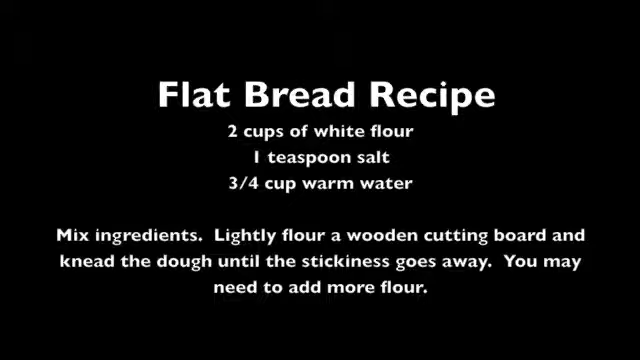 Flat Bread Recipe
2 cups of white flour
1 teaspoon salt
3/4 cup warm water
Mix ingredients.  Lightly flour a wooden cutting board and
knead the dough until the stickiness goes away.  You may
need to add more flour.